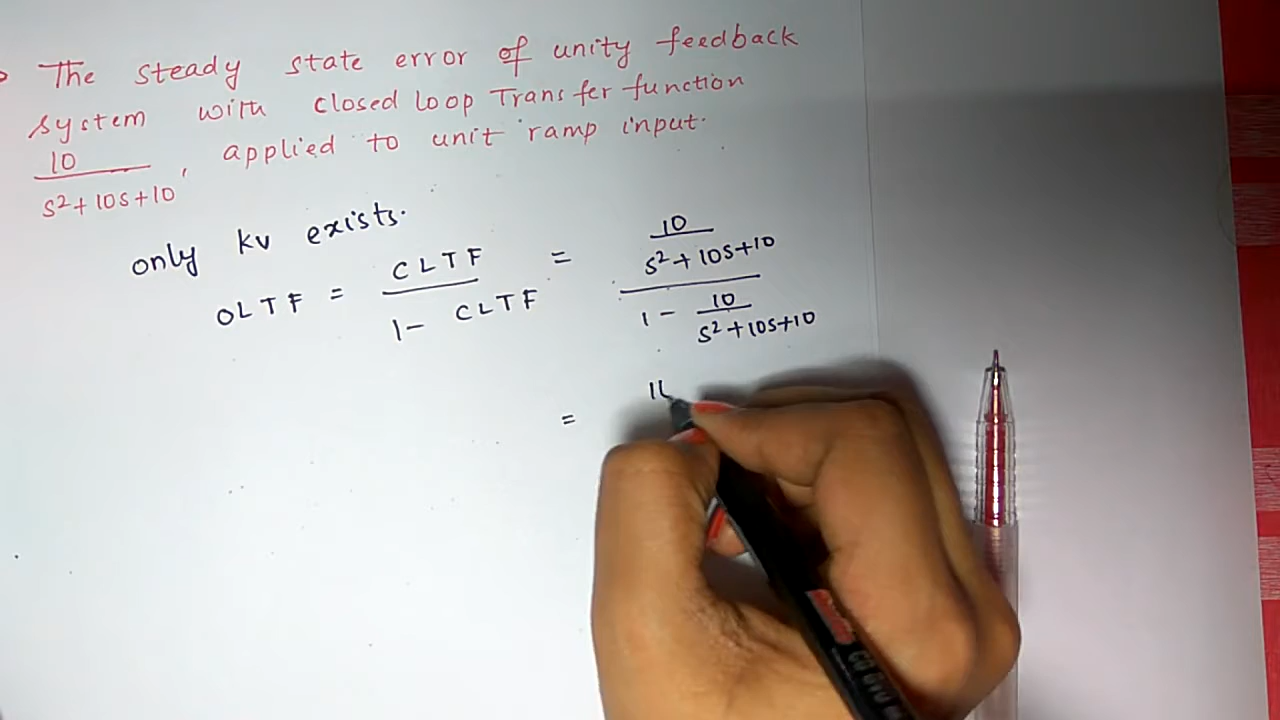 The steady state error of unity feedback
system with closed loop Transfer function
10
s²+10s+10 , applied to unit ramp input.
only kv exists.
OLTF = CLTF / 1- CLTF = 10 / s²+10s+10 / 1 - 10 / s²+10s+10
=